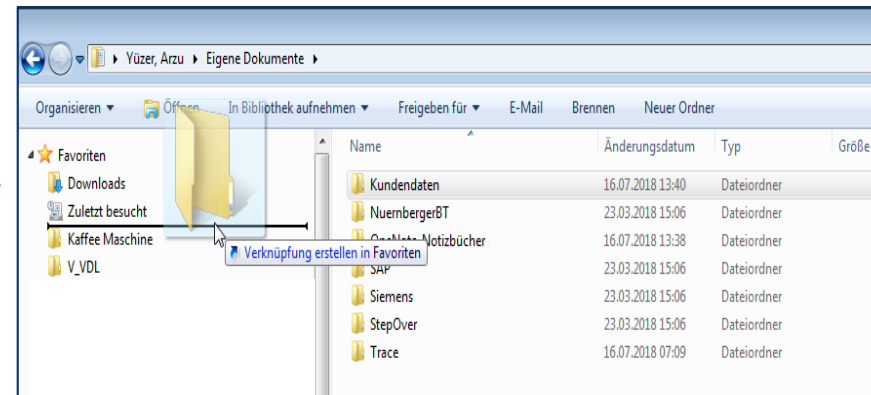 Yüzer, Arzu Eigene Dokumente
Organisieren Öffnen In Bibliothek aufnehmen Freigeben für E-Mail Brennen Neuer Ordner
Favoriten
Downloads
Zuletzt besucht
Kaffee Maschine
V_VDL
Name Änderungsdatum Typ Größe
Kundendaten 16.07.2018 13:40 Dateiordner
NuernbergerBT 23.03.2018 15:06 Dateiordner
OneNote-Notizbücher 16.07.2018 13:38 Dateiordner
Verknüpfung erstellen in Favoriten
SAP 23.03.2018 15:06 Dateiordner
Siemens 23.03.2018 15:06 Dateiordner
StepOver 23.03.2018 15:06 Dateiordner
Trace 16.07.2018 07:09 Dateiordner